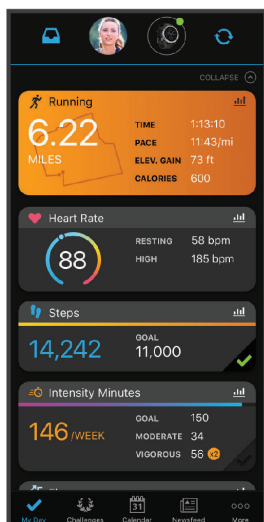 COLLAPSE
Running
6.22
MILES
TIME 1:13:10
PACE 11:43/mi
ELEV. GAIN 73 ft
CALORIES 600
Heart Rate
88
RESTING 58 bpm
HIGH 185 bpm
Steps
14,242
GOAL
11,000
Intensity Minutes
146 /WEEK
GOAL 150
MODERATE 34
VIGOROUS 56 x2
31
My Day Challenges Calendar Newsfeed More